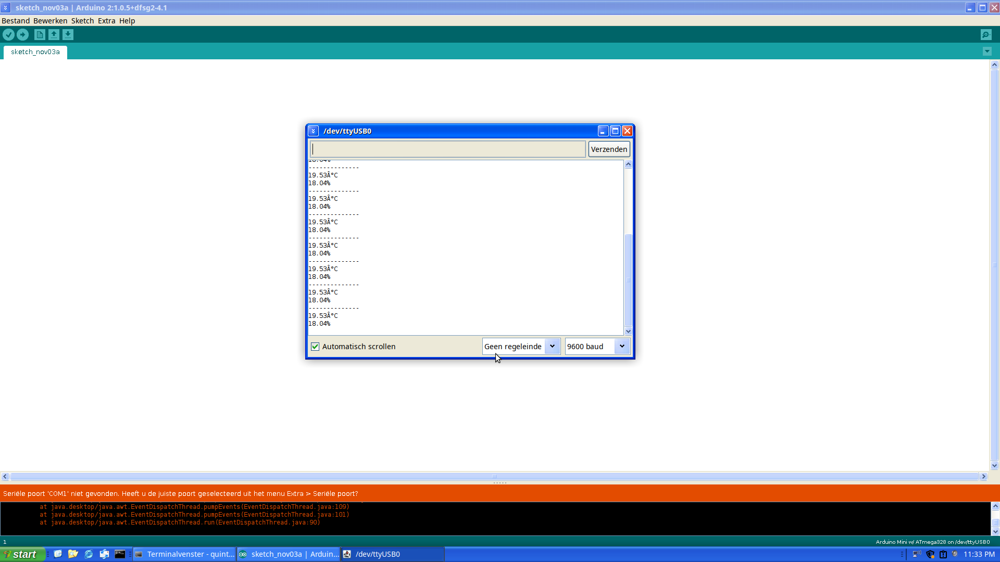 sketch_nov03a | Arduino 2:1.0.5+dfsg2-4.1
Bestand Bewerken Sketch Extra Help
sketch_nov03a
/dev/ttyUSB0
Verzenden
18.04%
--------------
19.53Â°C
18.04%
--------------
19.53Â°C
18.04%
--------------
19.53Â°C
18.04%
--------------
19.53Â°C
18.04%
--------------
19.53Â°C
18.04%
--------------
19.53Â°C
18.04%
--------------
19.53Â°C
18.04%
Automatisch scrollen
Geen regeleinde
9600 baud
Seriële poort 'COM1' niet gevonden. Heeft u de juiste poort geselecteerd uit het menu Extra > Seriële poort?
at java.desktop/java.awt.EventDispatchThread.pumpEvents(EventDispatchThread.java:109)
at java.desktop/java.awt.EventDispatchThread.pumpEvents(EventDispatchThread.java:101)
at java.desktop/java.awt.EventDispatchThread.run(EventDispatchThread.java:90)
1
Arduino Mini w/ ATmega328 on /dev/ttyUSB0
start
Terminalvenster - quint...
sketch_nov03a | Arduin...
/dev/ttyUSB0
11:33 PM